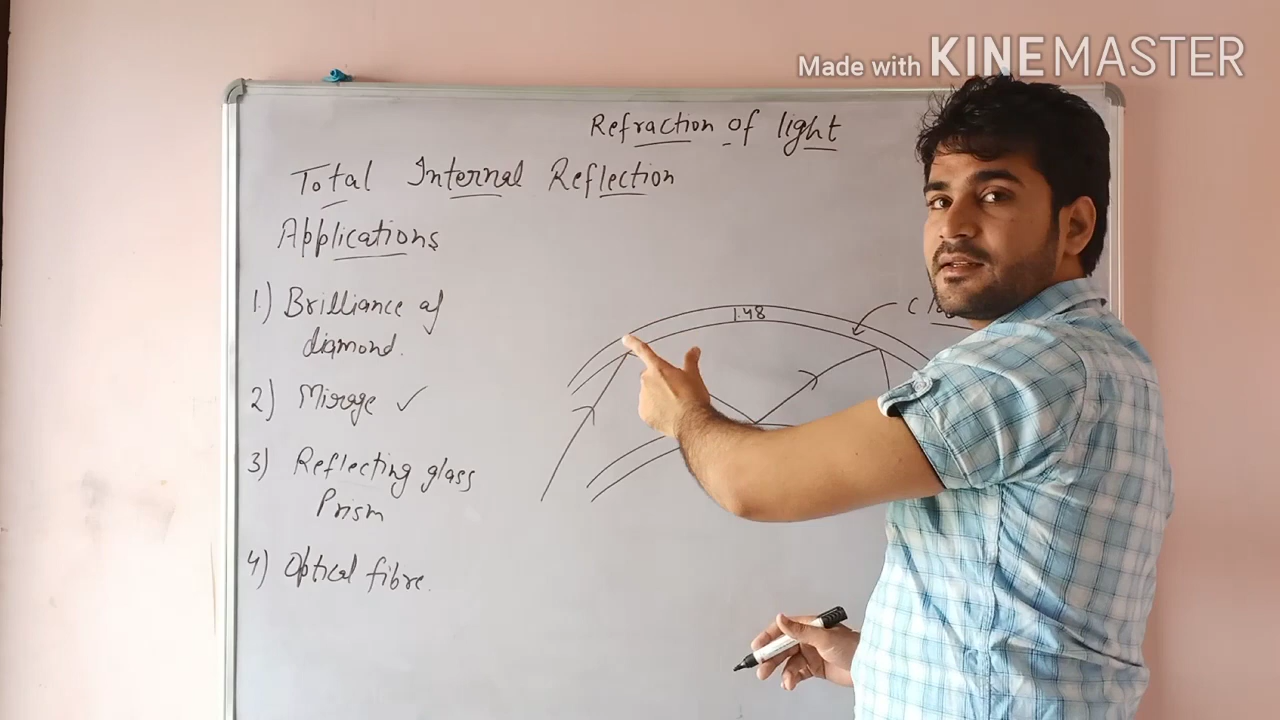 Made with KINEMASTER
Refraction of light
Total Internal Reflection
Applications
1.) Brilliance of
diamond.
2) Mirage ✓
3) Reflecting glass
Prism
4) Optical fibre.
1.48